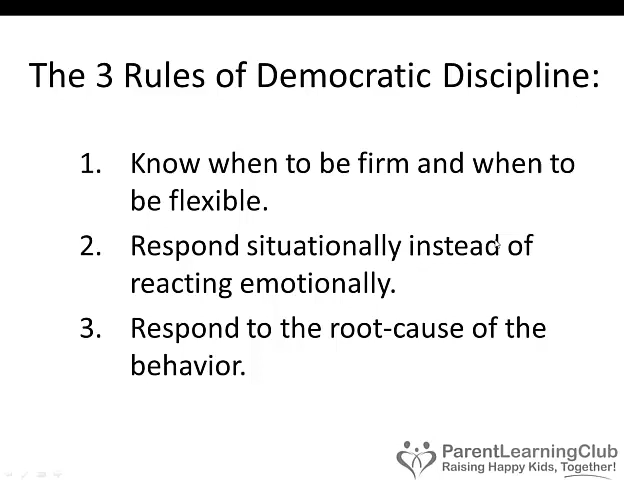 The 3 Rules of Democratic Discipline:
1. Know when to be firm and when to
be flexible.
2. Respond situationally instead of
reacting emotionally.
3. Respond to the root-cause of the
behavior.
ParentLearningClub
Raising Happy Kids, Together!